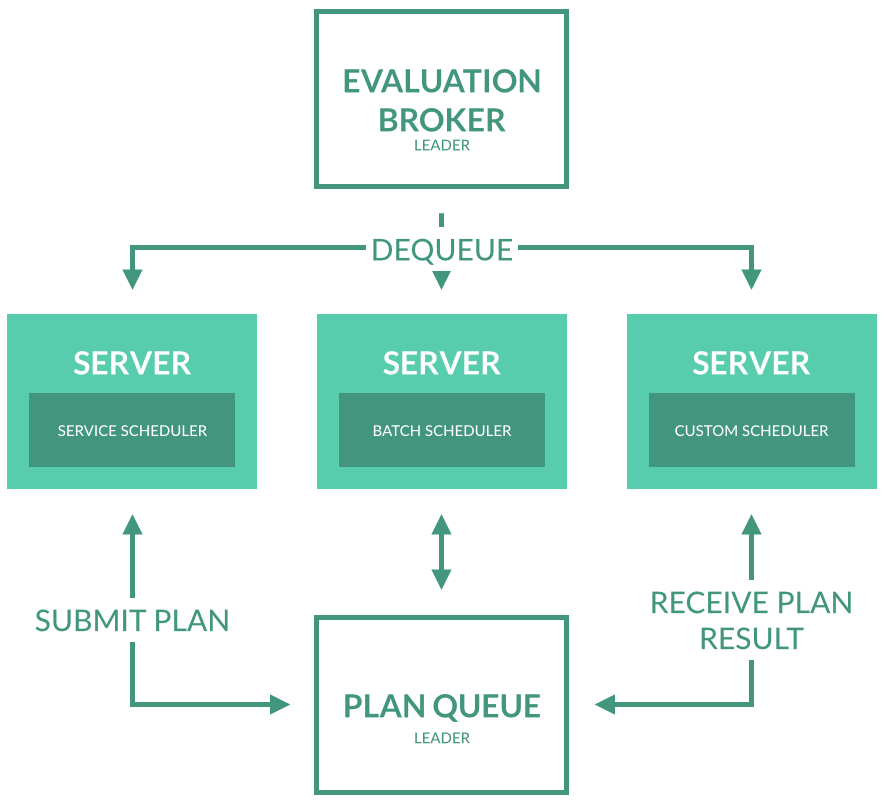 EVALUATION
BROKER
LEADER
DEQUEUE
SERVER
SERVICE SCHEDULER
SERVER
BATCH SCHEDULER
SERVER
CUSTOM SCHEDULER
SUBMIT PLAN
RECEIVE PLAN
RESULT
PLAN QUEUE
LEADER